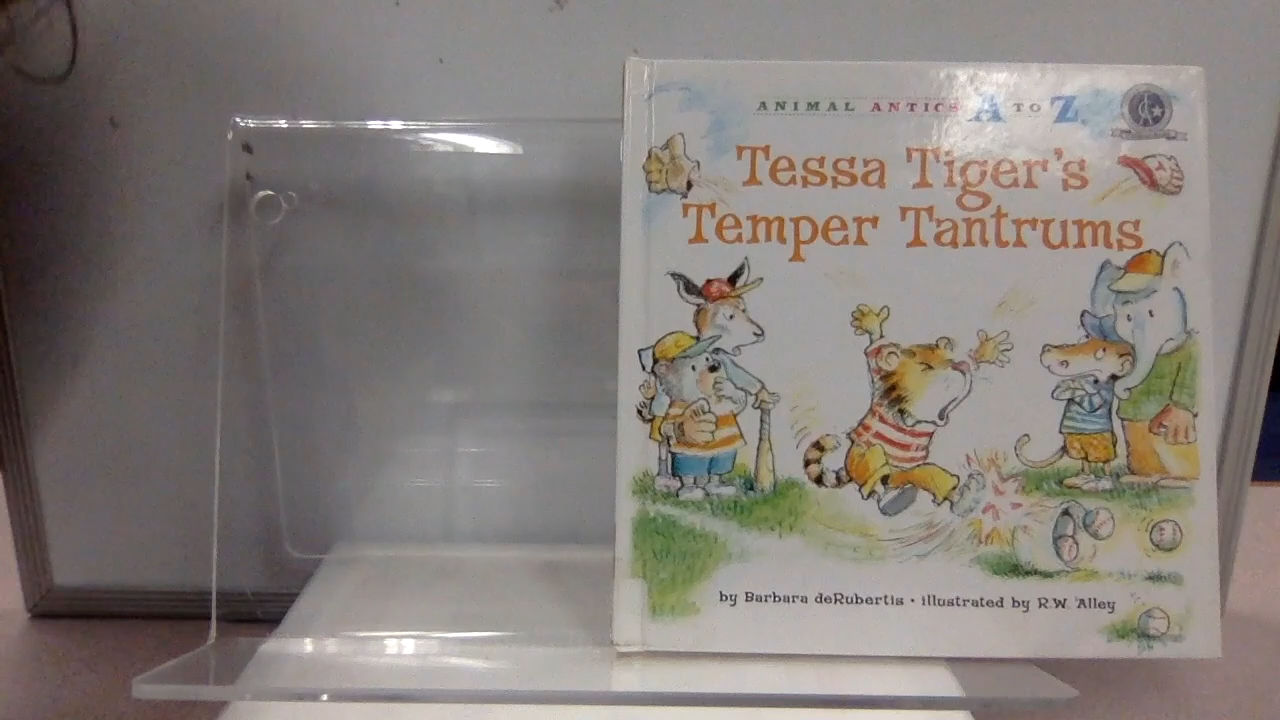 ANIMAL ANTICS A TO Z
Tessa Tiger's
Temper Tantrums
by Barbara deRubertis • illustrated by R.W. Alley